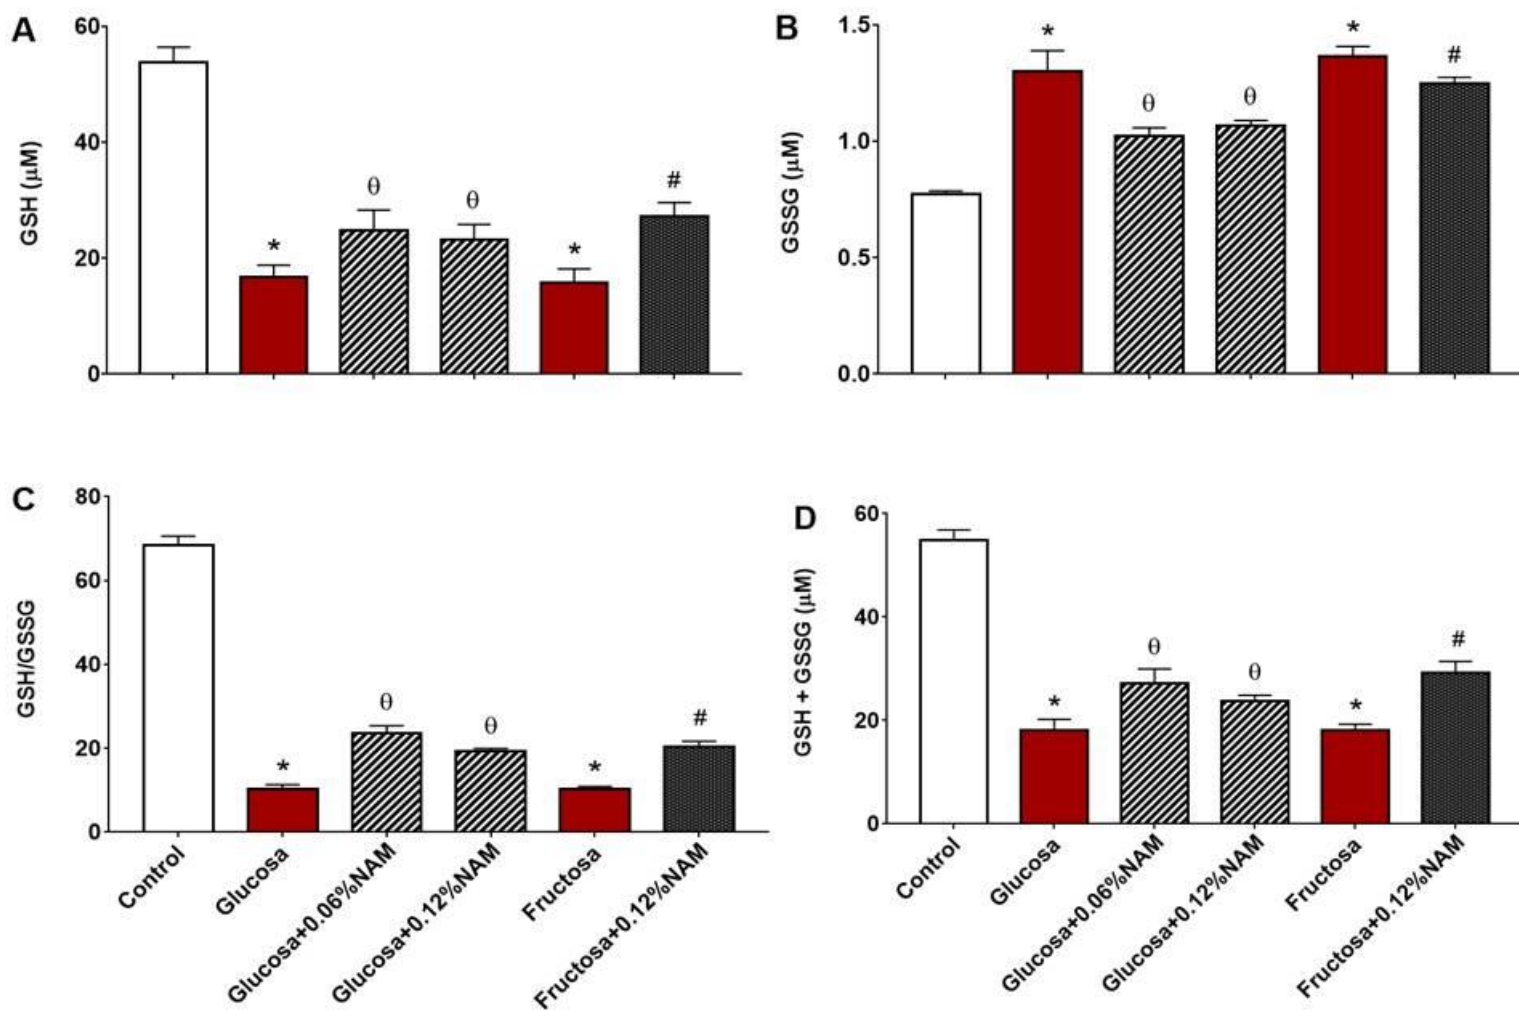 A
GSH (μM)
60
40
20
0
*
θ
θ
*
#
B
GSSG (μM)
1.5
1.0
0.5
0.0
*
θ
θ
*
#
C
GSH/GSSG
80
60
40
20
0
*
θ
θ
*
#
Control
Glucosa
Glucosa+0.06%NAM
Glucosa+0.12%NAM
Fructosa
Fructosa+0.12%NAM
D
GSH + GSSG (μM)
60
40
20
0
*
θ
θ
*
#
Control
Glucosa
Glucosa+0.06%NAM
Glucosa+0.12%NAM
Fructosa
Fructosa+0.12%NAM